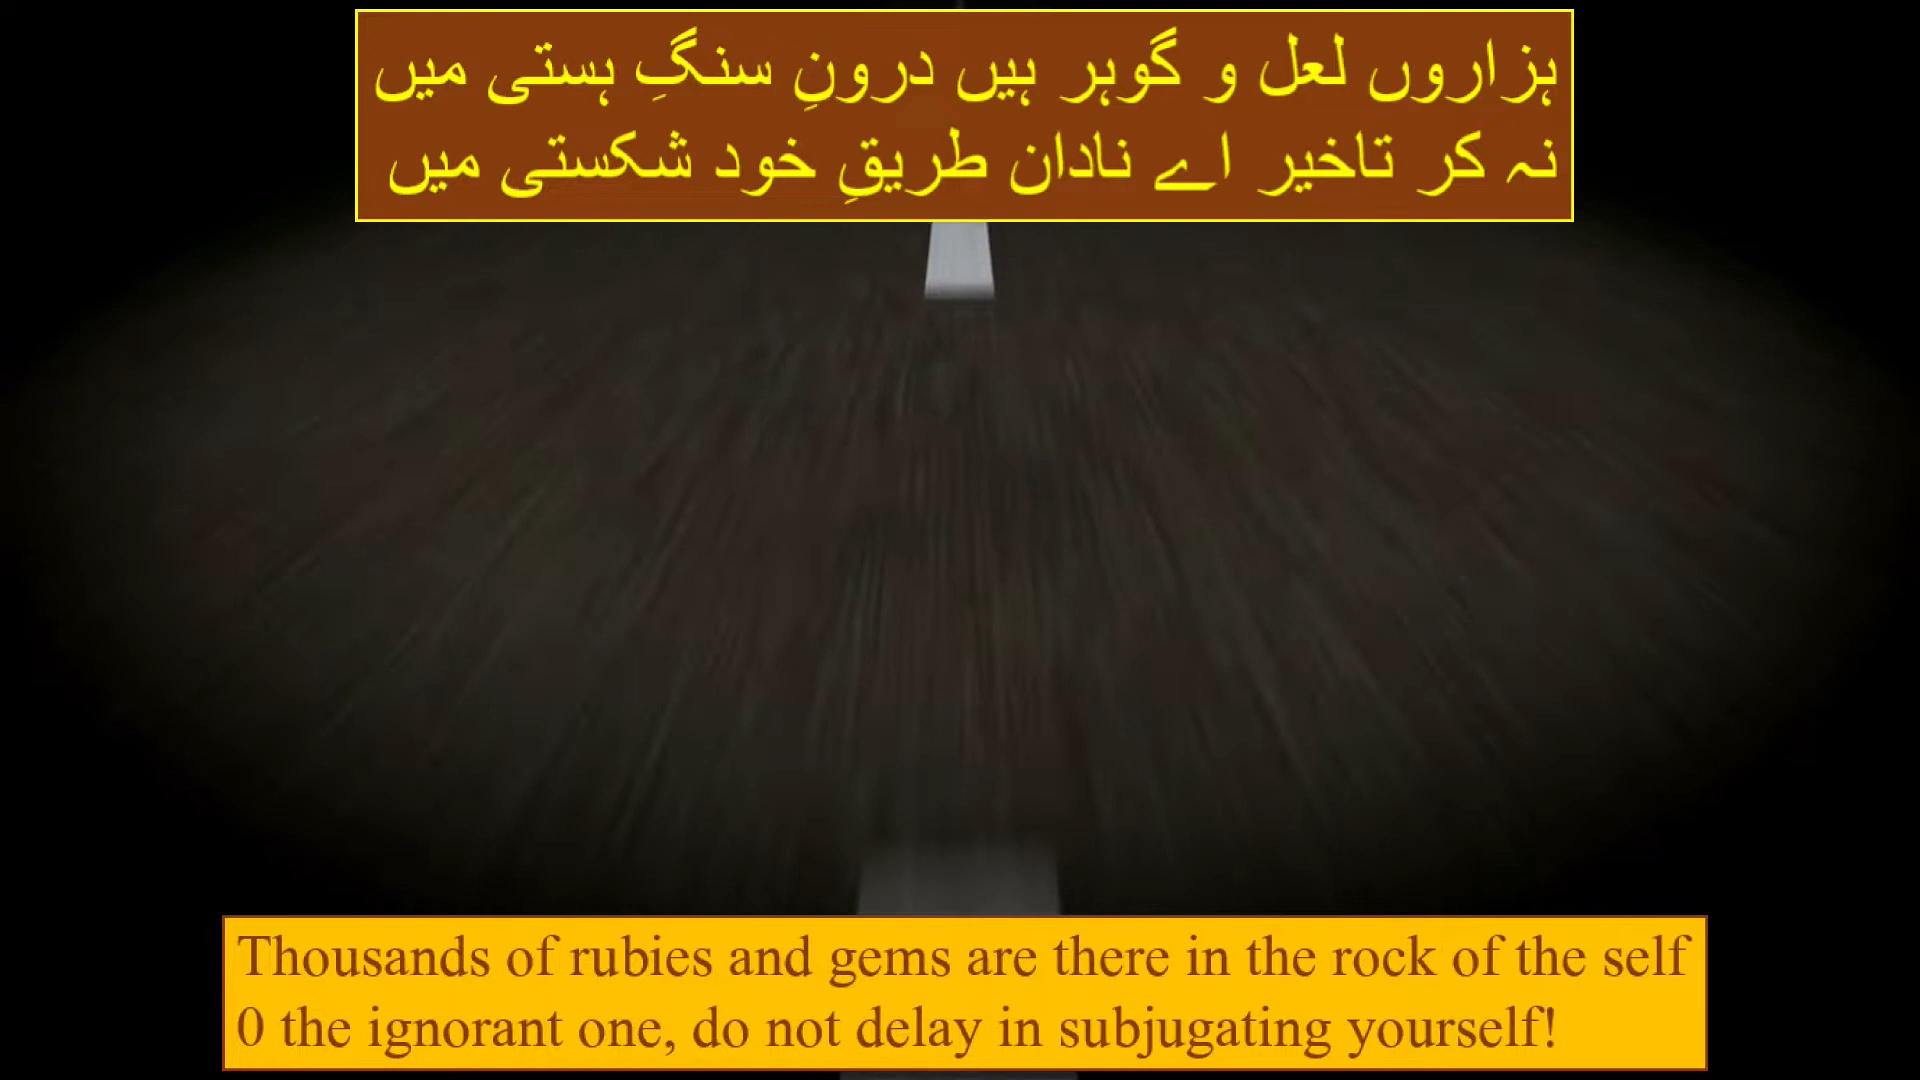 ہزاروں لعل و گوہر ہیں درونِ سنگِ ہستی میں
نہ کر تاخیر اے نادان طریقِ خود شکستی میں
Thousands of rubies and gems are there in the rock of the self
0 the ignorant one, do not delay in subjugating yourself!